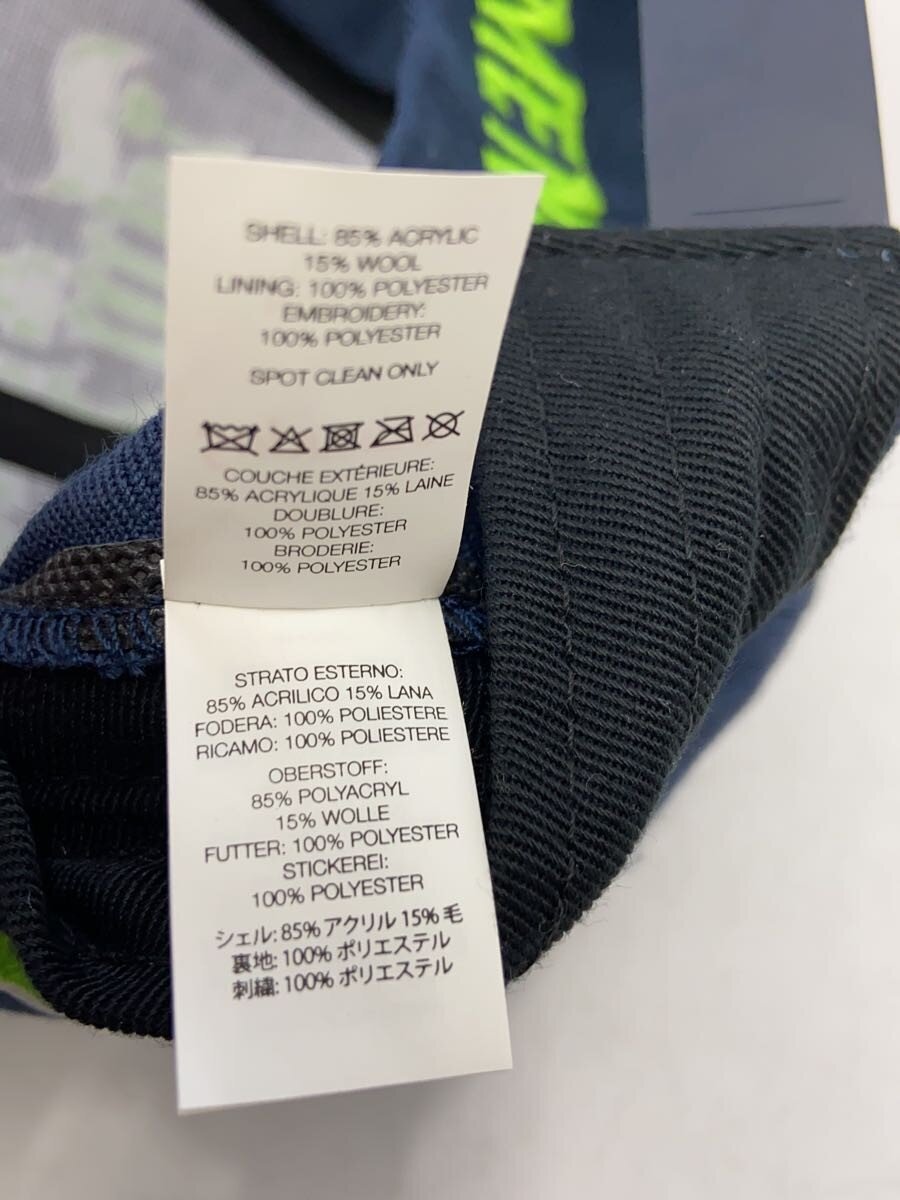 SHELL: 85% ACRYLIC
15% WOOL
LINING: 100% POLYESTER
EMBROIDERY:
100% POLYESTER
SPOT CLEAN ONLY
COUCHE EXTÉRIEURE:
85% ACRYLIQUE 15% LAINE
DOUBLURE:
100% POLYESTER
BRODERIE:
100% POLYESTER
STRATO ESTERNO:
85% ACRILICO 15% LANA
FODERA: 100% POLIESTERE
RICAMO: 100% POLIESTERE
OBERSTOFF:
85% POLYACRYL
15% WOLLE
FUTTER: 100% POLYESTER
STICKEREI:
100% POLYESTER
シェル: 85% アクリル 15% 毛
裏地: 100% ポリエステル
刺繍: 100% ポリエステル